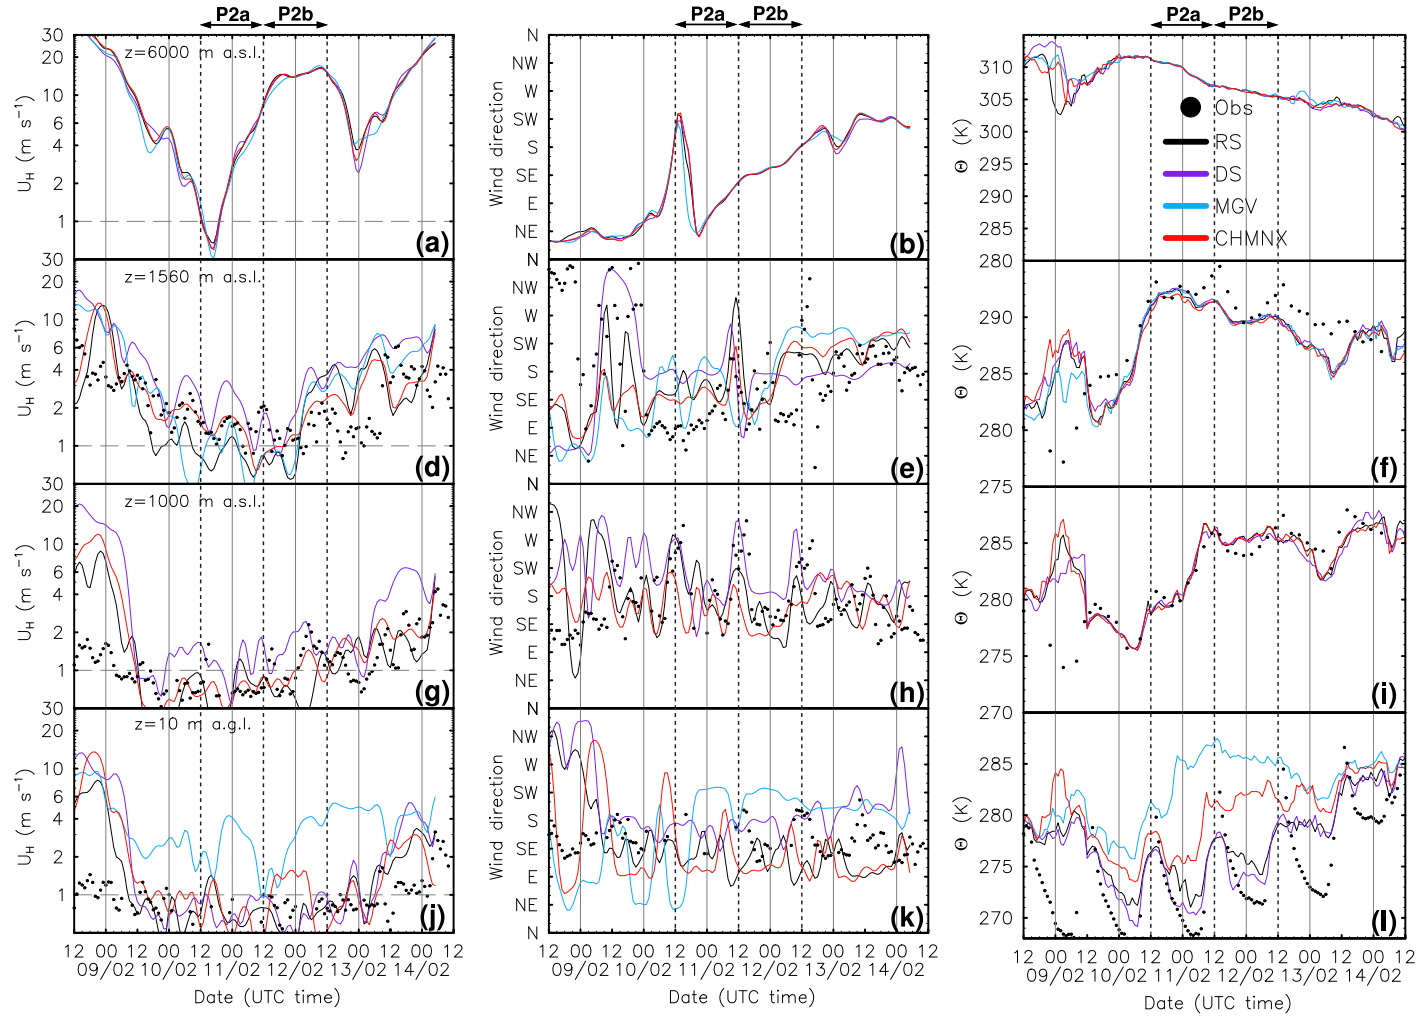 P2a P2b P2a P2b P2a P2b
z=6000 m a.s.l.
30
20
10
6
4
2
1
U_H (m s⁻¹)
(a)
N
NW
W
SW
S
SE
E
NE
Wind direction
(b)
310
305
300
295
290
285
280
Θ (K)
Obs
RS
DS
MGV
CHMNX
(c)
z=1560 m a.s.l.
30
20
10
6
4
2
1
U_H (m s⁻¹)
(d)
N
NW
W
SW
S
SE
E
NE
Wind direction
(e)
290
285
280
275
Θ (K)
(f)
z=1000 m a.s.l.
30
20
10
6
4
2
1
U_H (m s⁻¹)
(g)
N
NW
W
SW
S
SE
E
NE
Wind direction
(h)
285
280
275
270
Θ (K)
(i)
z=10 m a.g.l.
30
20
10
6
4
2
1
U_H (m s⁻¹)
(j)
N
NW
W
SW
S
SE
E
NE
N
Wind direction
(k)
285
280
275
270
Θ (K)
(l)
12 00 12 00 12 00 12 00 12 00 12 00 12
09/02 10/02 11/02 12/02 13/02 14/02
Date (UTC time)
12 00 12 00 12 00 12 00 12 00 12 00 12
09/02 10/02 11/02 12/02 13/02 14/02
Date (UTC time)
12 00 12 00 12 00 12 00 12 00 12 00 12
09/02 10/02 11/02 12/02 13/02 14/02
Date (UTC time)